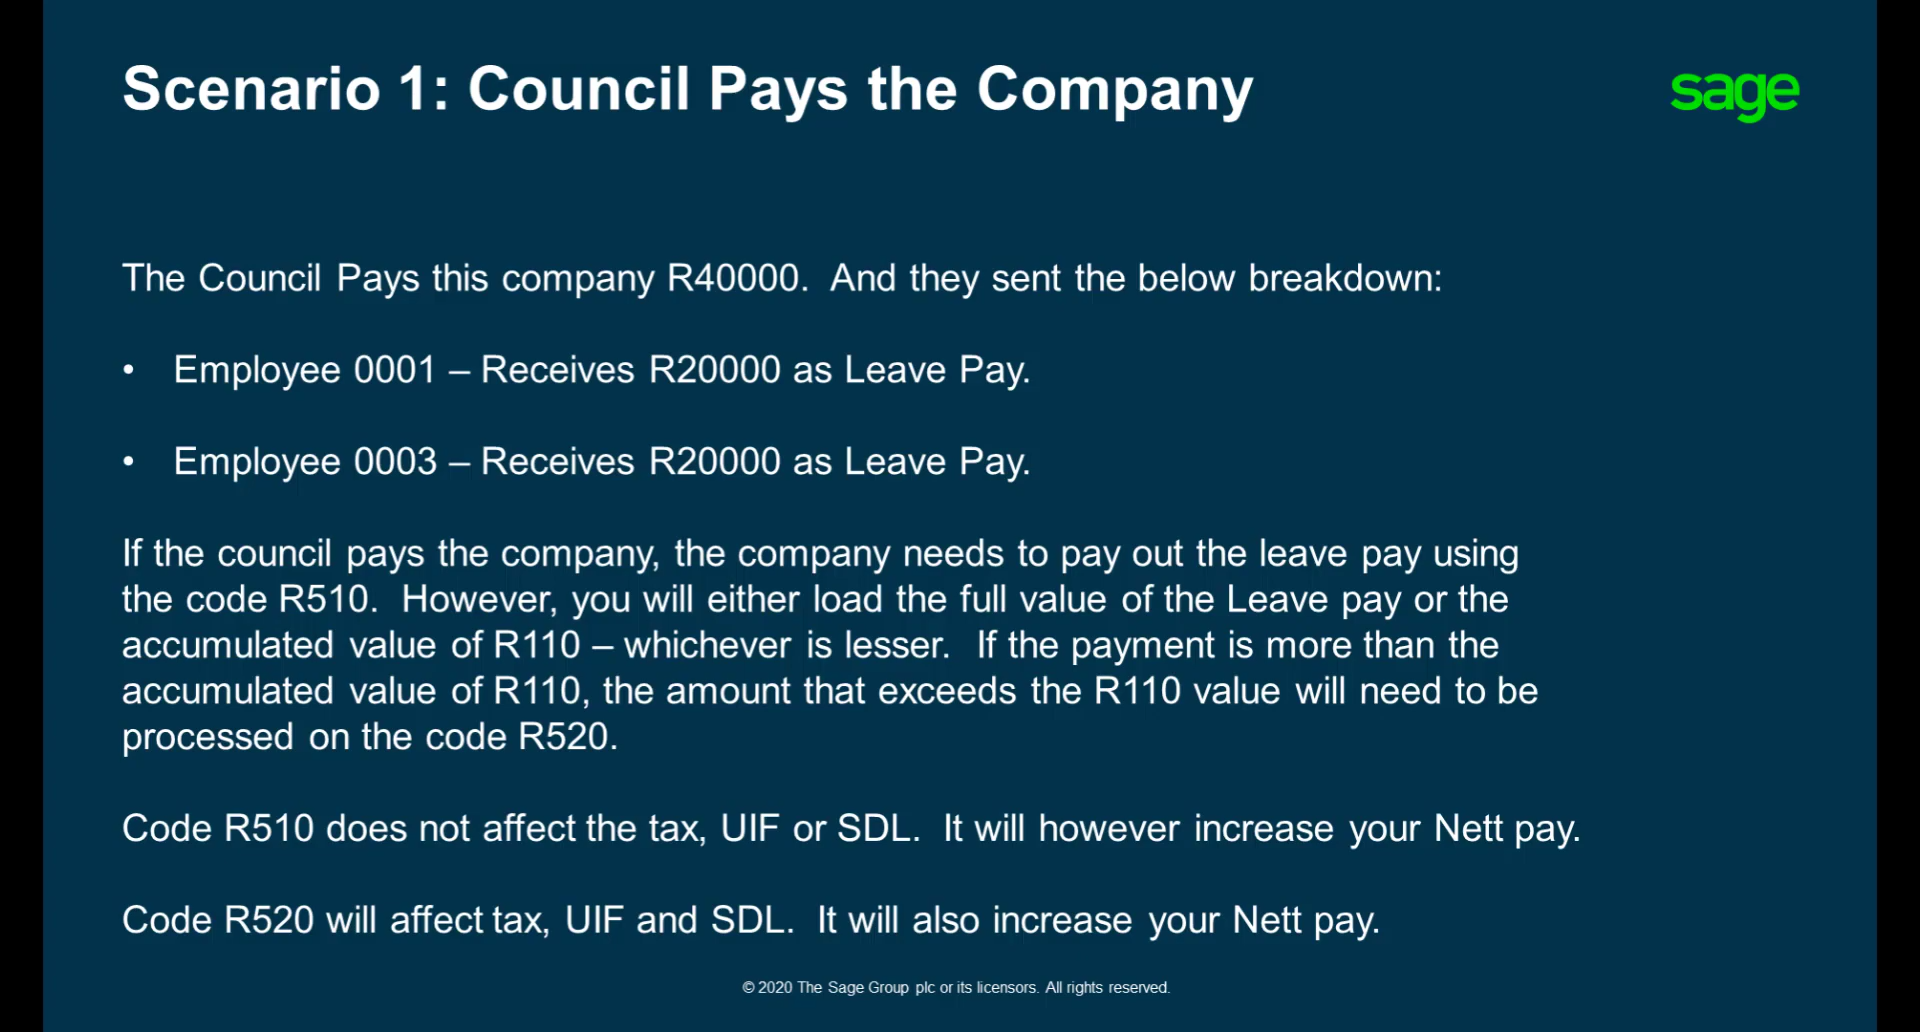 Scenario 1: Council Pays the Company
sage
The Council Pays this company R40000. And they sent the below breakdown:
• Employee 0001 – Receives R20000 as Leave Pay.
• Employee 0003 – Receives R20000 as Leave Pay.
If the council pays the company, the company needs to pay out the leave pay using
the code R510. However, you will either load the full value of the Leave pay or the
accumulated value of R110 – whichever is lesser. If the payment is more than the
accumulated value of R110, the amount that exceeds the R110 value will need to be
processed on the code R520.
Code R510 does not affect the tax, UIF or SDL. It will however increase your Nett pay.
Code R520 will affect tax, UIF and SDL. It will also increase your Nett pay.
© 2020 The Sage Group plc or its licensors. All rights reserved.